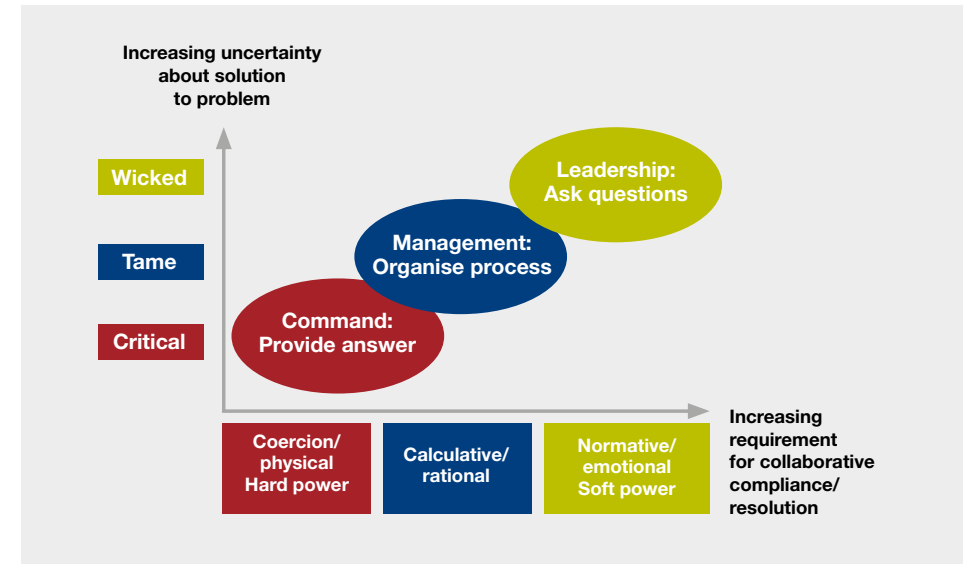 Increasing uncertainty
about solution
to problem
Wicked
Leadership:
Ask questions
Tame
Management:
Organise process
Critical
Command:
Provide answer
Coercion/
physical
Hard power
Calculative/
rational
Normative/
emotional
Soft power
Increasing
requirement
for collaborative
compliance/
resolution